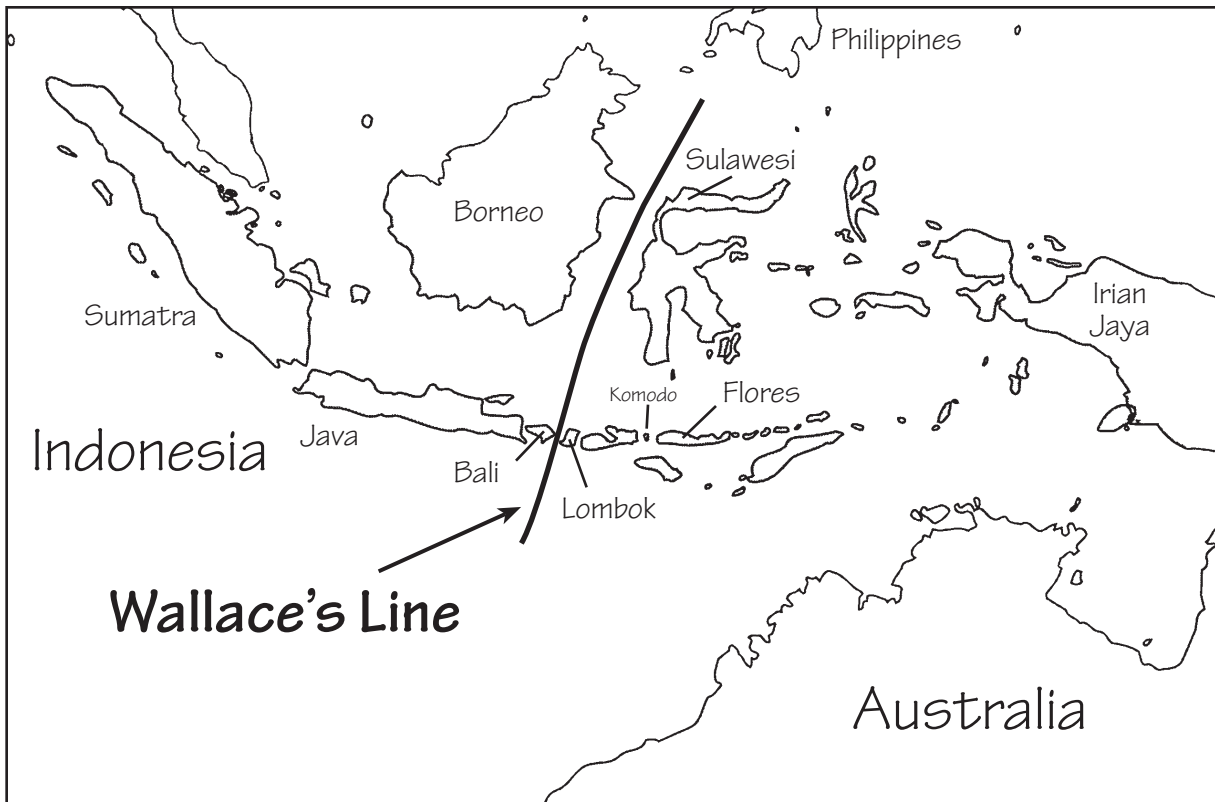 Philippines
Sulawesi
Borneo
Sumatra
Irian
Jaya
Komodo
Flores
Java
Indonesia
Bali
Lombok
Wallace’s Line
Australia